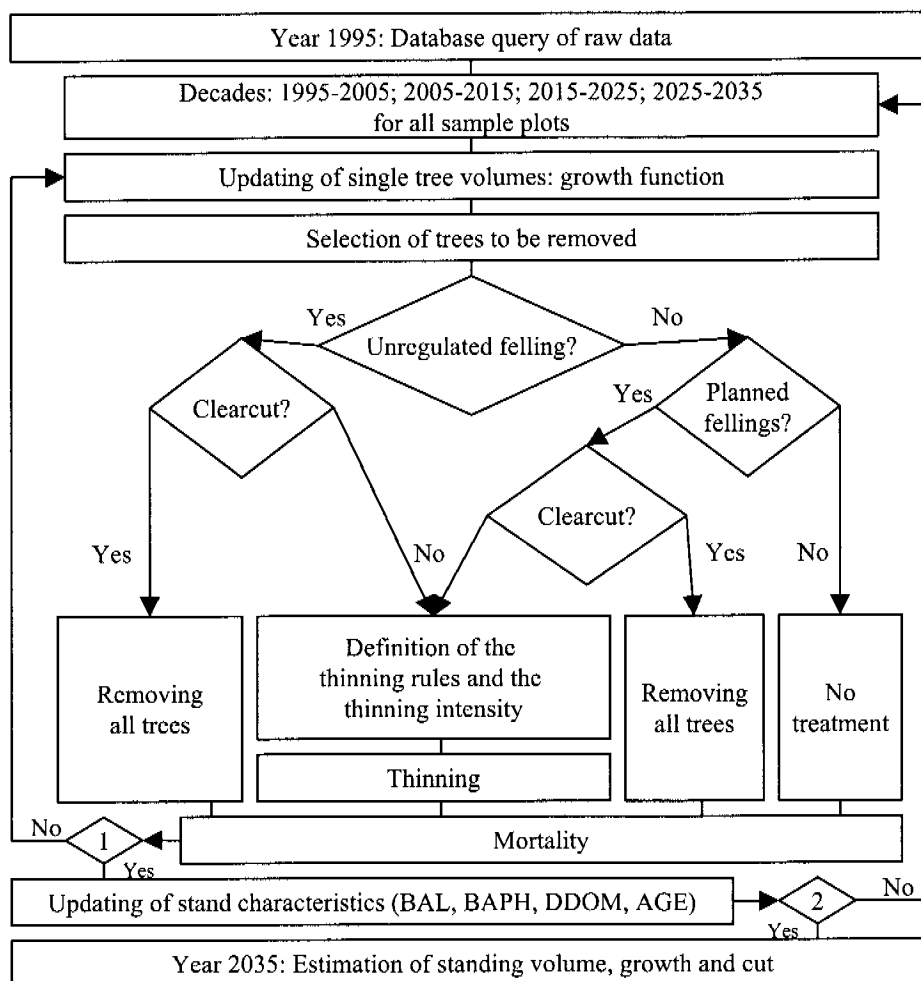 Year 1995: Database query of raw data
Decades: 1995-2005; 2005-2015; 2015-2025; 2025-2035
for all sample plots
Updating of single tree volumes: growth function
Selection of trees to be removed
Yes
No
Unregulated felling?
Clearcut?
Yes
Planned
fellings?
Clearcut?
Yes
No
Yes
No
Removing
all trees
Definition of the
thinning rules and the
thinning intensity
Removing
all trees
No
treatment
Thinning
No
1
Mortality
Yes
Updating of stand characteristics (BAL, BAPH, DDOM, AGE)
2
No
Yes
Year 2035: Estimation of standing volume, growth and cut